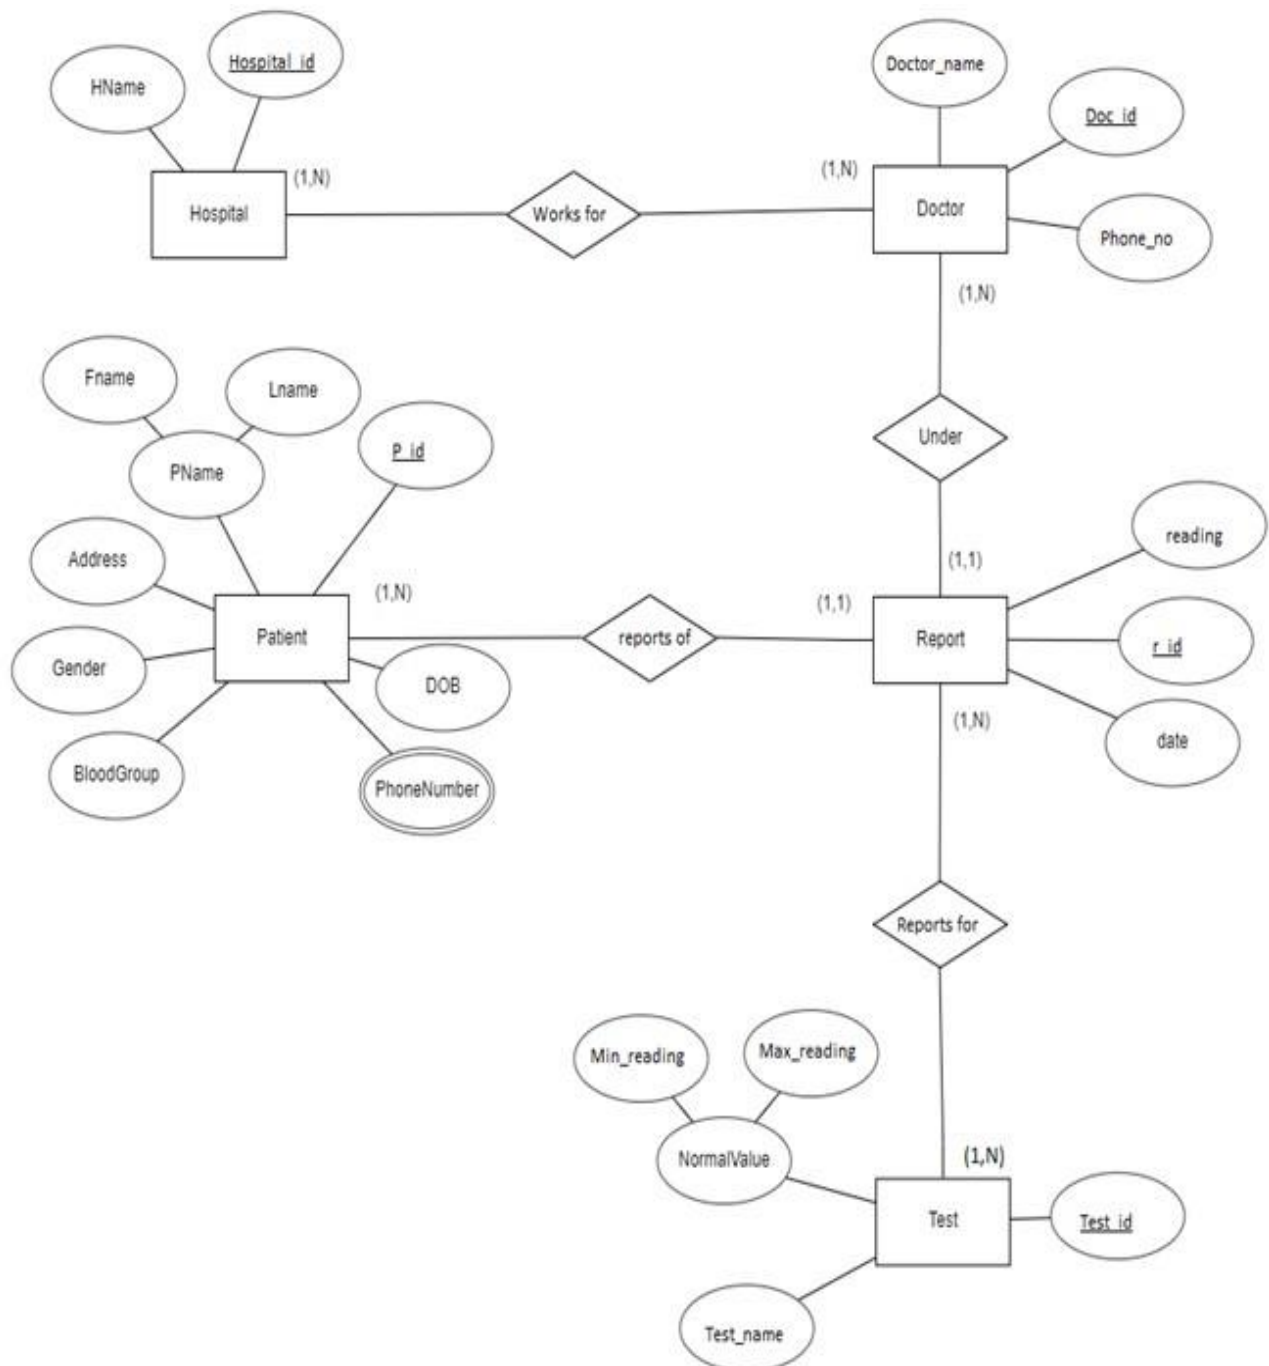 Doctor_name
Hospital_id
HName
Doc_id
(1,N)
(1,N)
Hospital
Works for
Doctor
Phone_no
(1,N)
Fname
Lname
PName
P_id
Under
Address
reading
(1,N)
(1,1)
(1,1)
Patient
reports of
Report
r_id
Gender
DOB
(1,N)
date
BloodGroup
PhoneNumber
Reports for
Min_reading
Max_reading
NormalValue
(1,N)
Test
Test_id
Test_name